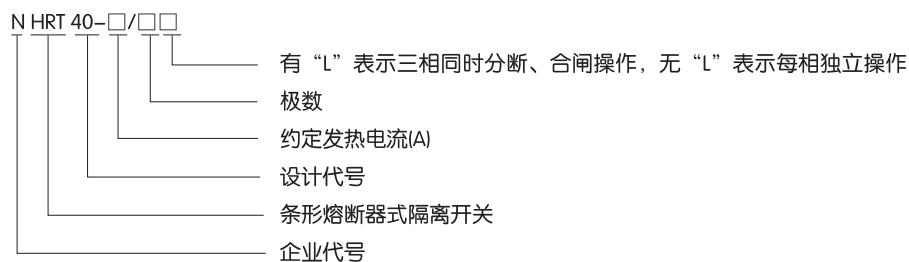 N HRT 40-□/□□
有“L”表示三相同时分断、合闸操作，无“L”表示每相独立操作
极数
约定发热电流(A)
设计代号
条形熔断器式隔离开关
企业代号